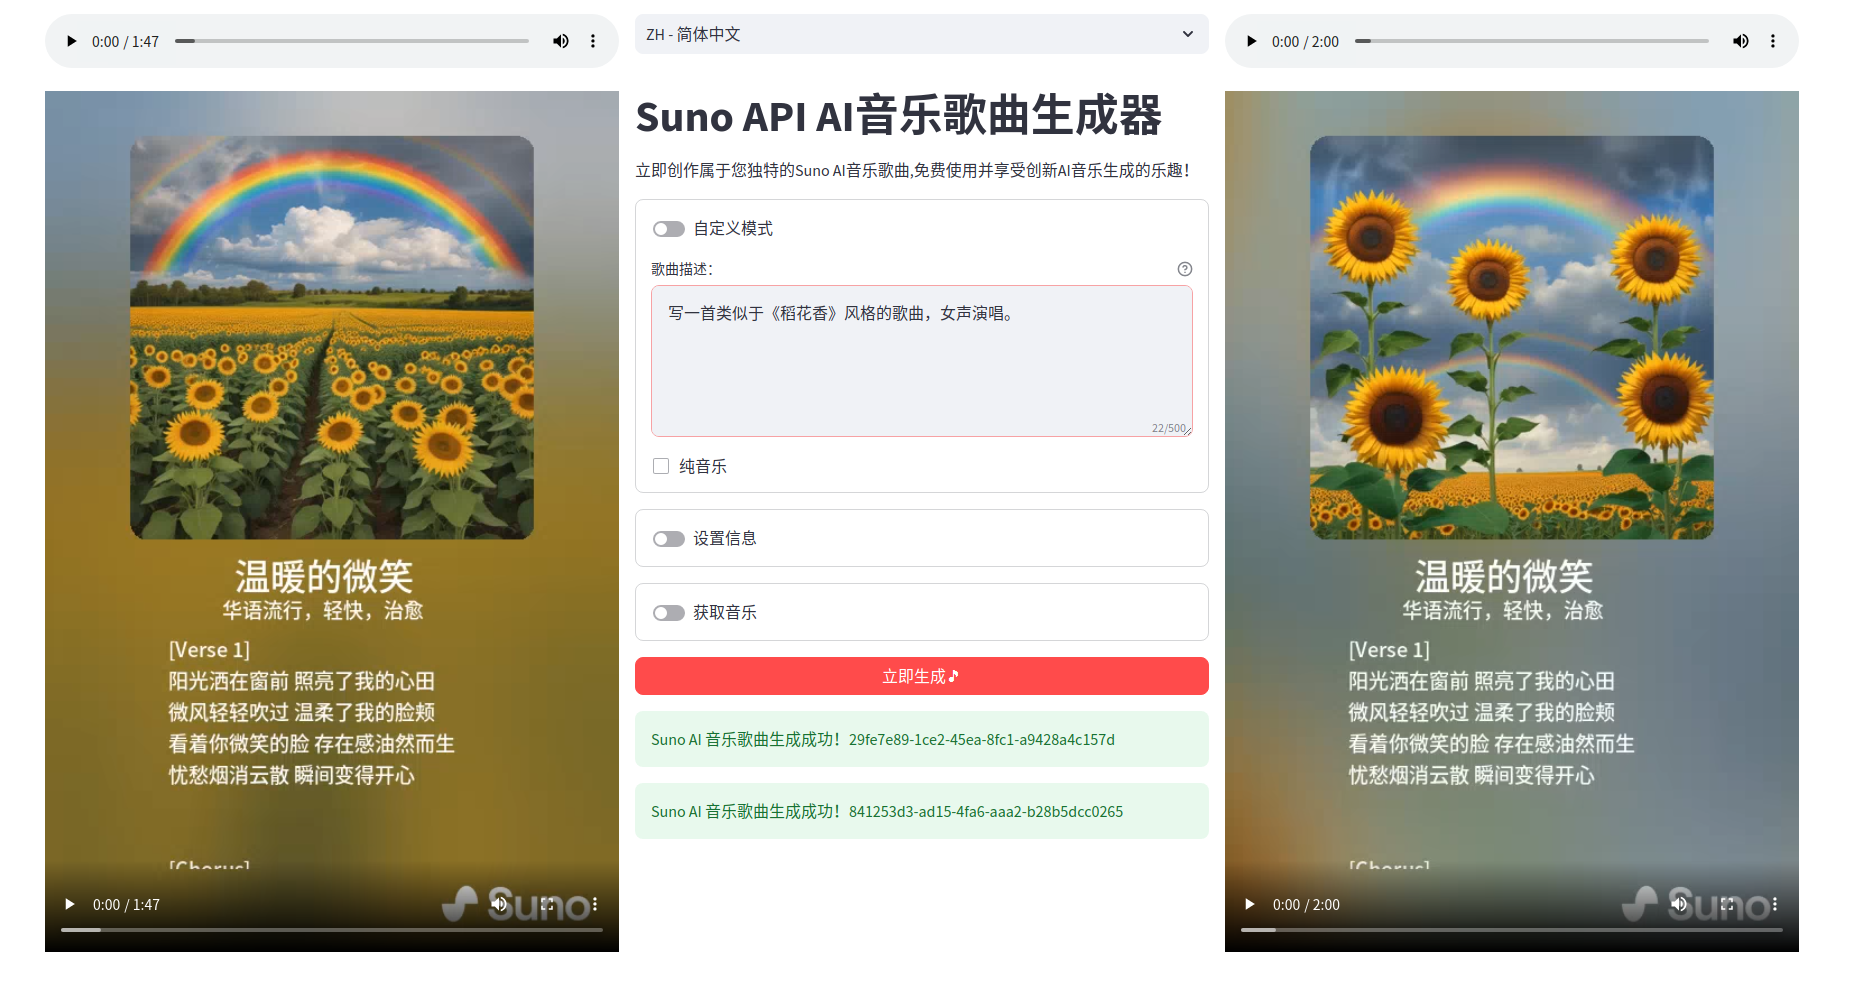 0:00 / 1:47
温暖的微笑
华语流行，轻快，治愈
[Verse 1]
阳光洒在窗前 照亮了我的心田
微风轻轻吹过 温柔了我的脸颊
看着你微笑的脸 存在感油然而生
忧愁烟消云散 瞬间变得开心
[Chorus]
0:00 / 1:47
Suno
ZH - 简体中文
Suno API AI音乐歌曲生成器
立即创作属于您独特的Suno AI音乐歌曲,免费使用并享受创新AI音乐生成的乐趣！
自定义模式
歌曲描述：
写一首类似于《稻花香》风格的歌曲，女声演唱。
22/500
纯音乐
设置信息
获取音乐
立即生成🎵
Suno AI 音乐歌曲生成成功！29fe7e89-1ce2-45ea-8fc1-a9428a4c157d
Suno AI 音乐歌曲生成成功！841253d3-ad15-4fa6-aaa2-b28b5dcc0265
0:00 / 2:00
温暖的微笑
华语流行，轻快，治愈
[Verse 1]
阳光洒在窗前 照亮了我的心田
微风轻轻吹过 温柔了我的脸颊
看着你微笑的脸 存在感油然而生
忧愁烟消云散 瞬间变得开心
[Chorus]
0:00 / 2:00
Suno